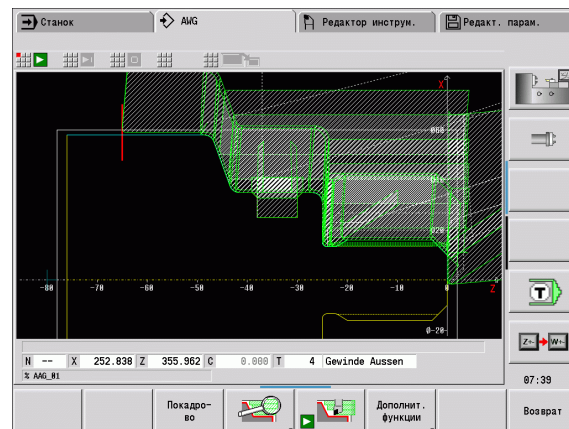 Станок
AWG
Редактор инструм.
Редакт. парам.
X
Ø60
Ø20
-80 -70 -60 -50 -40 -30 -20 -10 0 Z
Ø-20
T
N -- X 252.838 Z 355.962 C 0.000 T 4 Gewinde Aussen
% AAG_01
Z+- W+-
07:39
Покадро-
во
Дополнит.
функции
Возврат